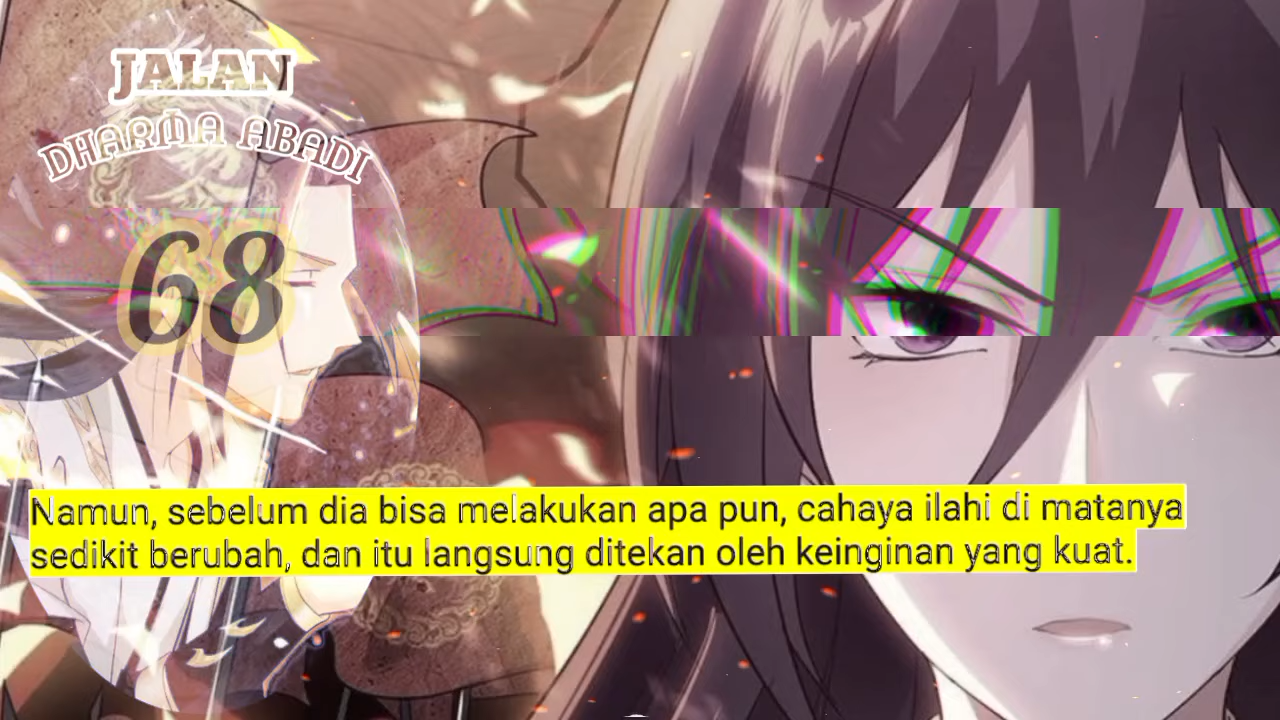 JALAN
DHARMA ABADI
68
Namun, sebelum dia bisa melakukan apa pun, cahaya ilahi di matanya
sedikit berubah, dan itu langsung ditekan oleh keinginan yang kuat.